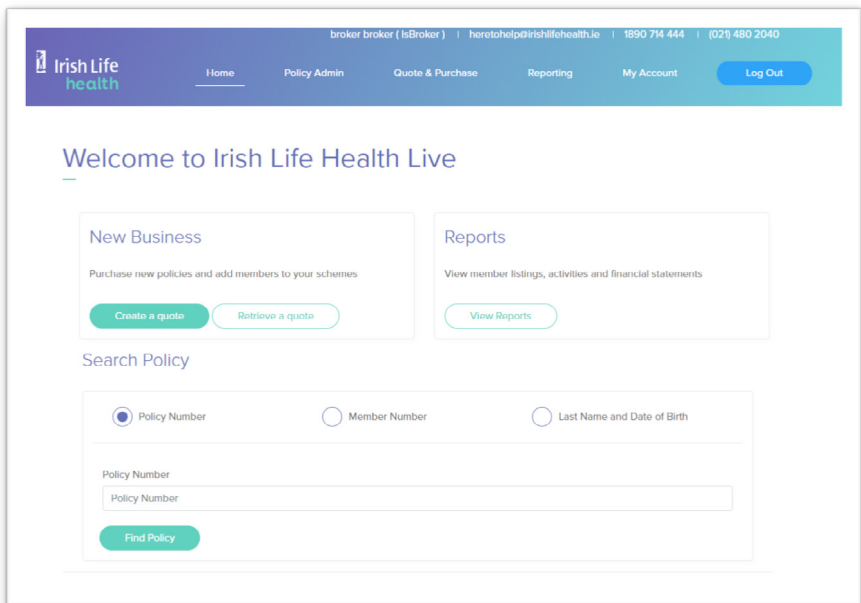 broker broker ( IsBroker ) | heretohelp@irishlifehealth.ie | 1890 714 444 | (021) 480 2040
Irish Life
health
Home Policy Admin Quote & Purchase Reporting My Account Log Out
Welcome to Irish Life Health Live
New Business
Purchase new policies and add members to your schemes
Create a quote Retrieve a quote
Reports
View member listings, activities and financial statements
View Reports
Search Policy
Policy Number Member Number Last Name and Date of Birth
Policy Number
Policy Number
Find Policy